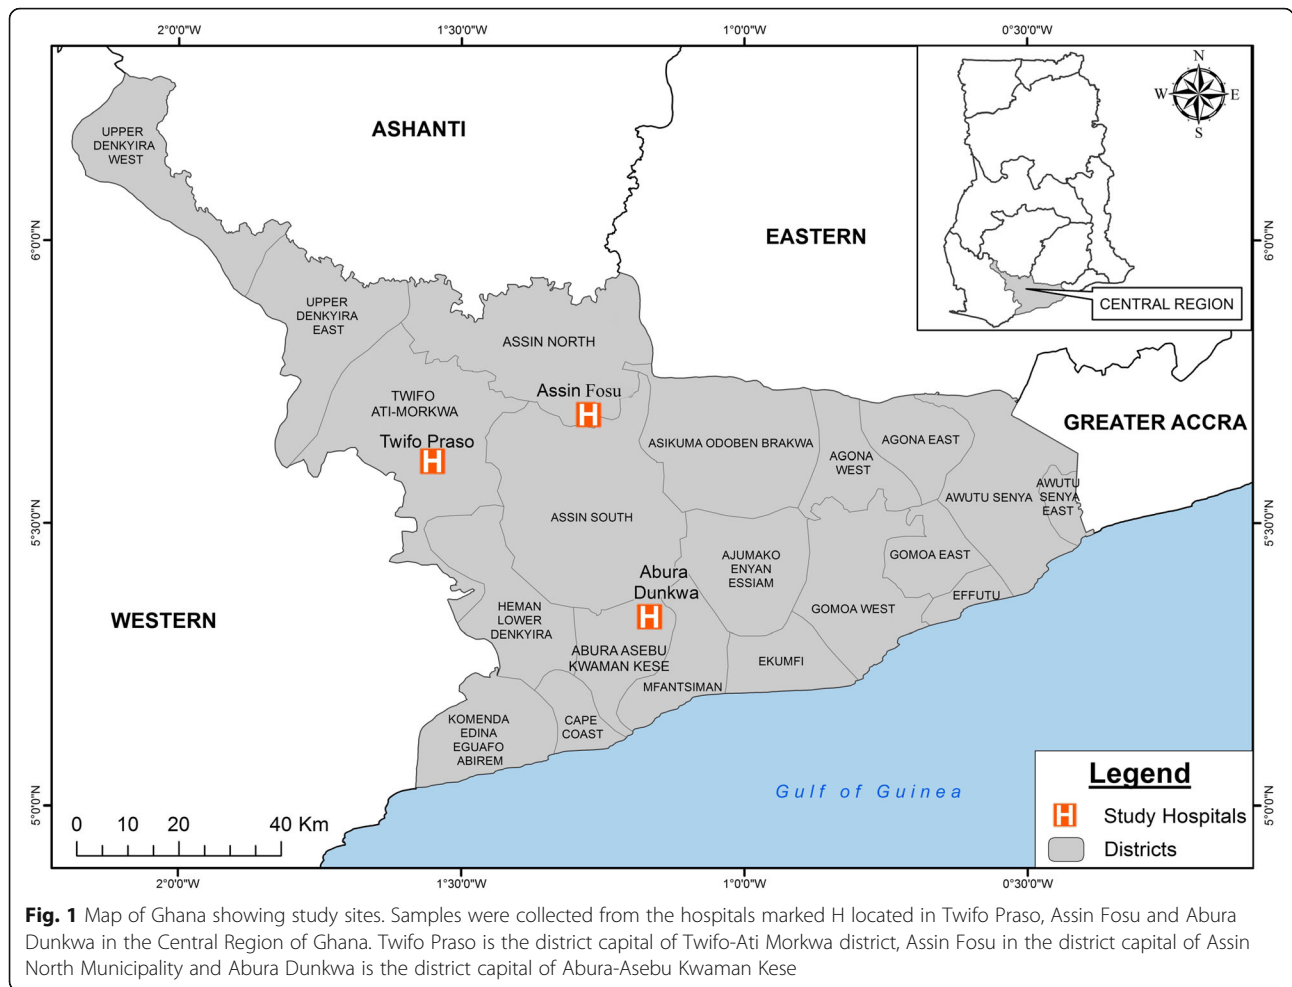 2°0'0"W
1°30'0"W
1°0'0"W
0°30'0"W
N
W
E
S
UPPER
DENKYIRA
WEST
ASHANTI
EASTERN
6°0'0"N
6°0'0"N
CENTRAL REGION
UPPER
DENKYIRA
EAST
ASSIN NORTH
Assin Fosu
H
TWIFO
ATI-MORKWA
Twifo Praso
H
GREATER ACCRA
ASIKUMA ODOBEN BRAKWA
AGONA
WEST
AGONA EAST
AWUTU SENYA
AWUTU
SENYA
EAST
5°30'0"N
5°30'0"N
ASSIN SOUTH
AJUMAKO
ENYAN
ESSIAM
GOMOA EAST
EFFUTU
Abura
Dunkwa
H
GOMOA WEST
WESTERN
HEMAN
LOWER
DENKYIRA
ABURA ASEBU
KWAMAN KESE
EKUMFI
MFANTSIMAN
KOMENDA
EDINA
EGUAFO
ABIREM
CAPE
COAST
Gulf of Guinea
5°0'0"N
5°0'0"N
0 10 20 40 Km
Legend
H Study Hospitals
Districts
2°0'0"W
1°30'0"W
1°0'0"W
0°30'0"W
Fig. 1 Map of Ghana showing study sites. Samples were collected from the hospitals marked H located in Twifo Praso, Assin Fosu and Abura
Dunkwa in the Central Region of Ghana. Twifo Praso is the district capital of Twifo-Ati Morkwa district, Assin Fosu in the district capital of Assin
North Municipality and Abura Dunkwa is the district capital of Abura-Asebu Kwaman Kese